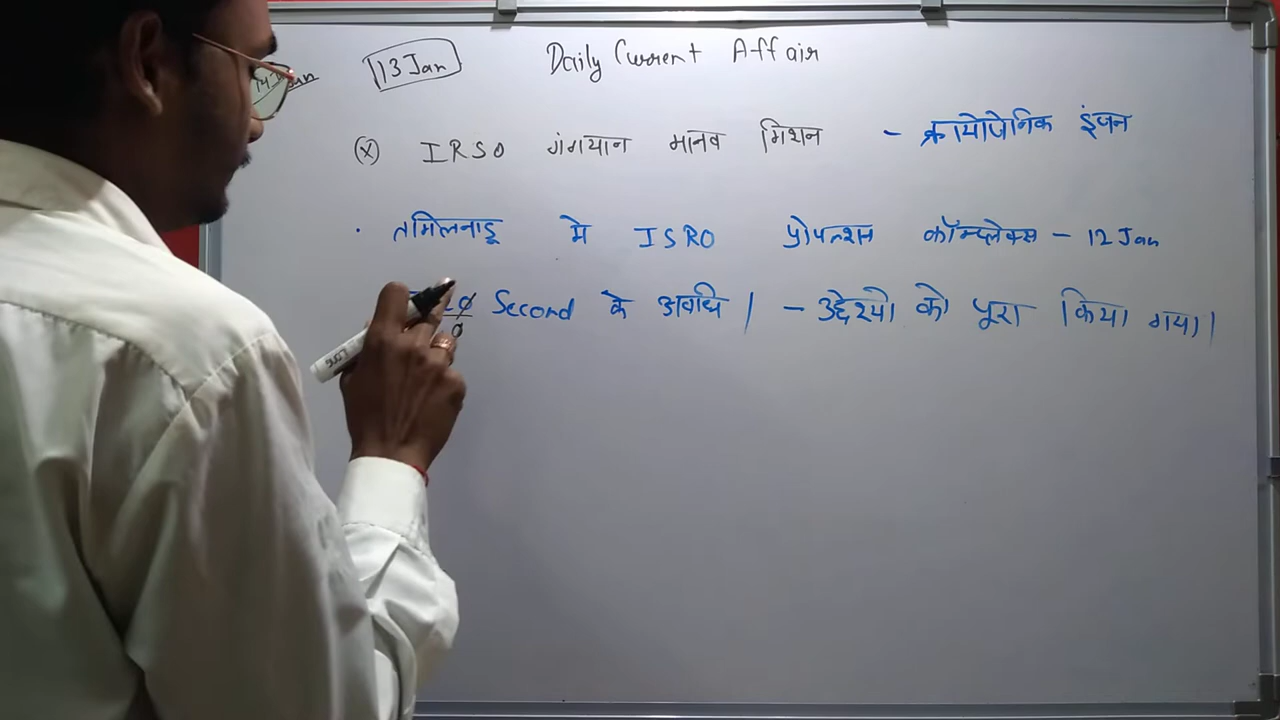 13 Jan Daily Current Affair
(x) IRSO गंगयान मानव मिशन - क्रायोजेनिक इंजन
· तमिलनाडू मे ISRO प्रोपल्शन कॉम्प्लेक्स - 12 Jan
Second के अवधि | - उद्देश्यो को पूरा किया गया|